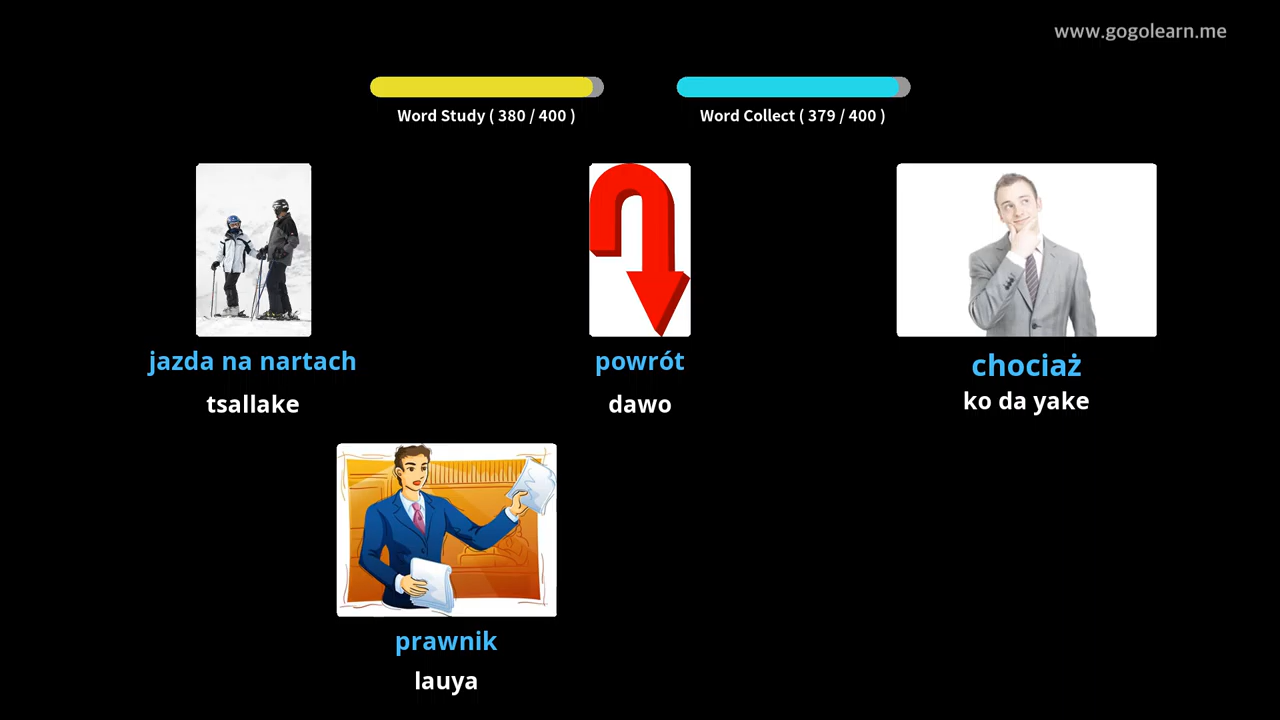 www.gogolearn.me
Word Study ( 380 / 400 )
Word Collect ( 379 / 400 )
jazda na nartach
powrót
chociaż
tsallake
dawo
ko da yake
prawnik
lauya